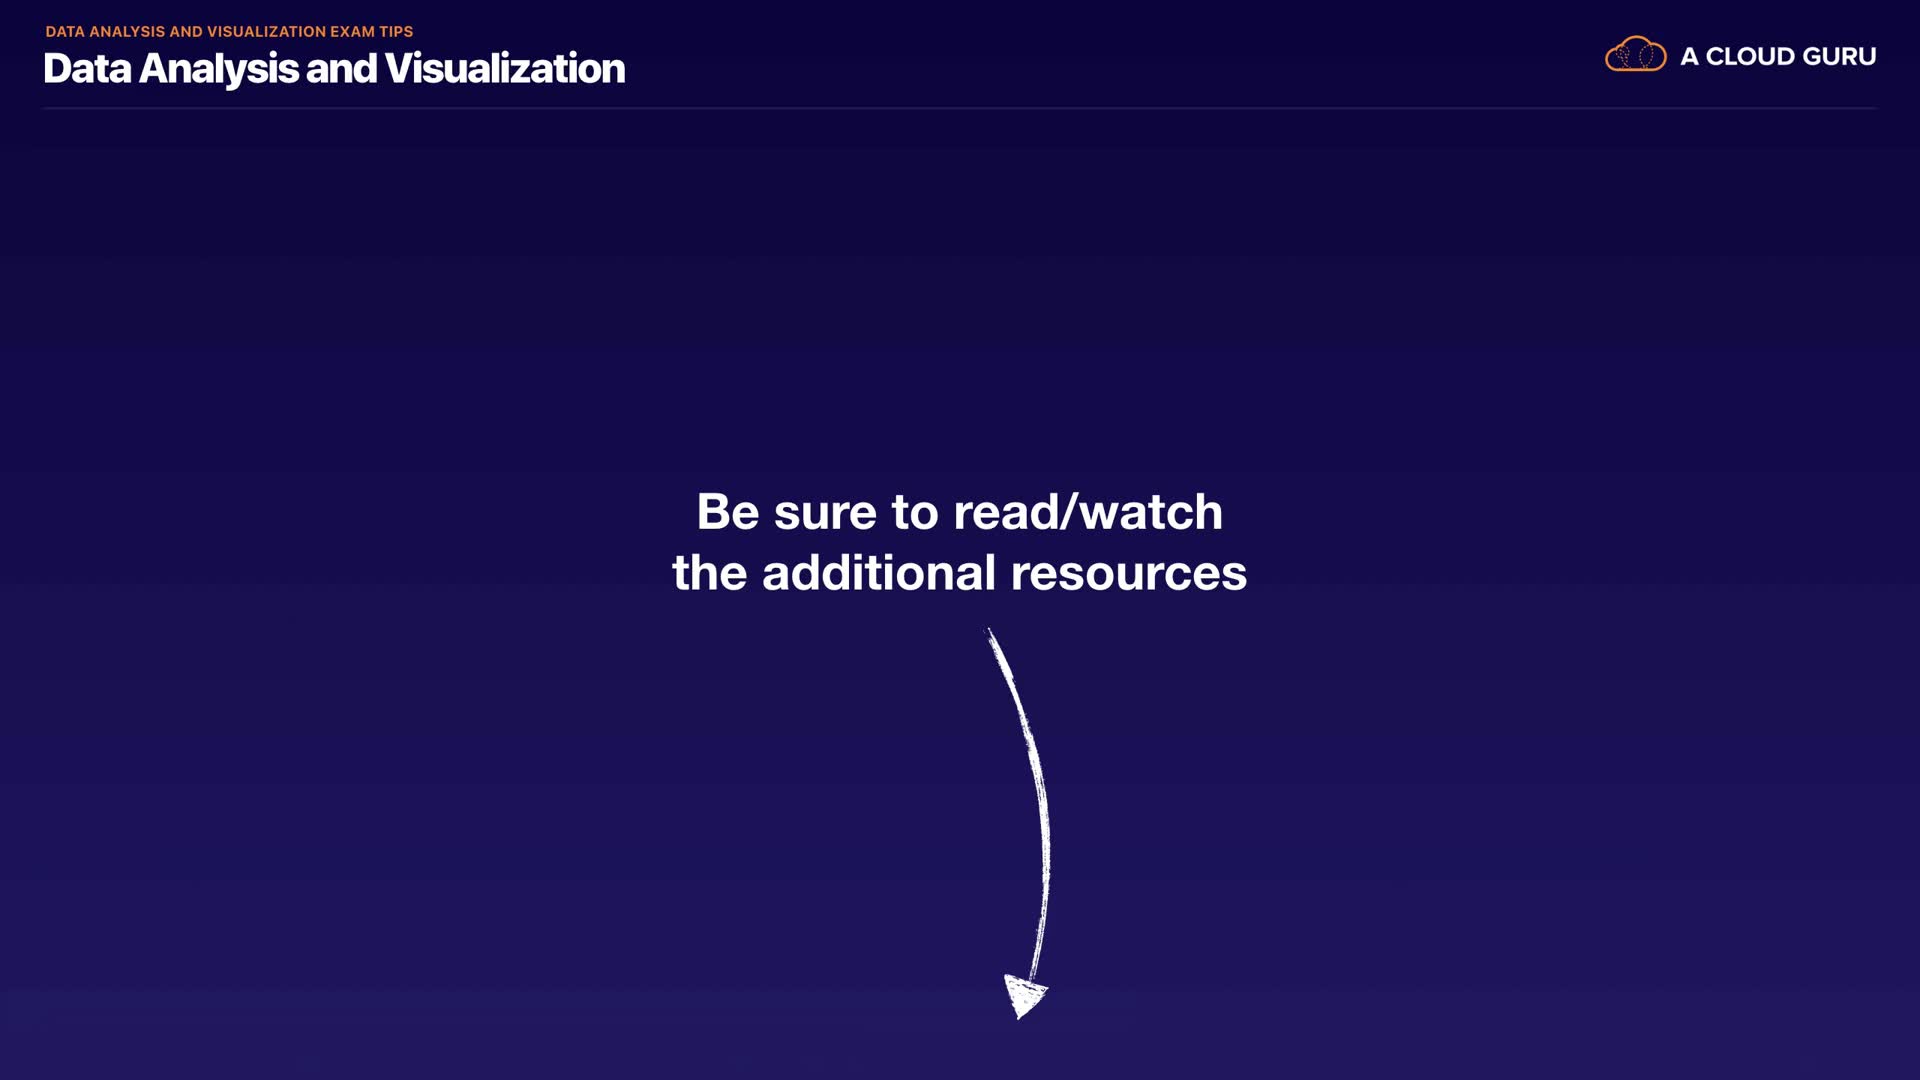 DATA ANALYSIS AND VISUALIZATION EXAM TIPS
Data Analysis and Visualization
A CLOUD GURU
Be sure to read/watch
the additional resources